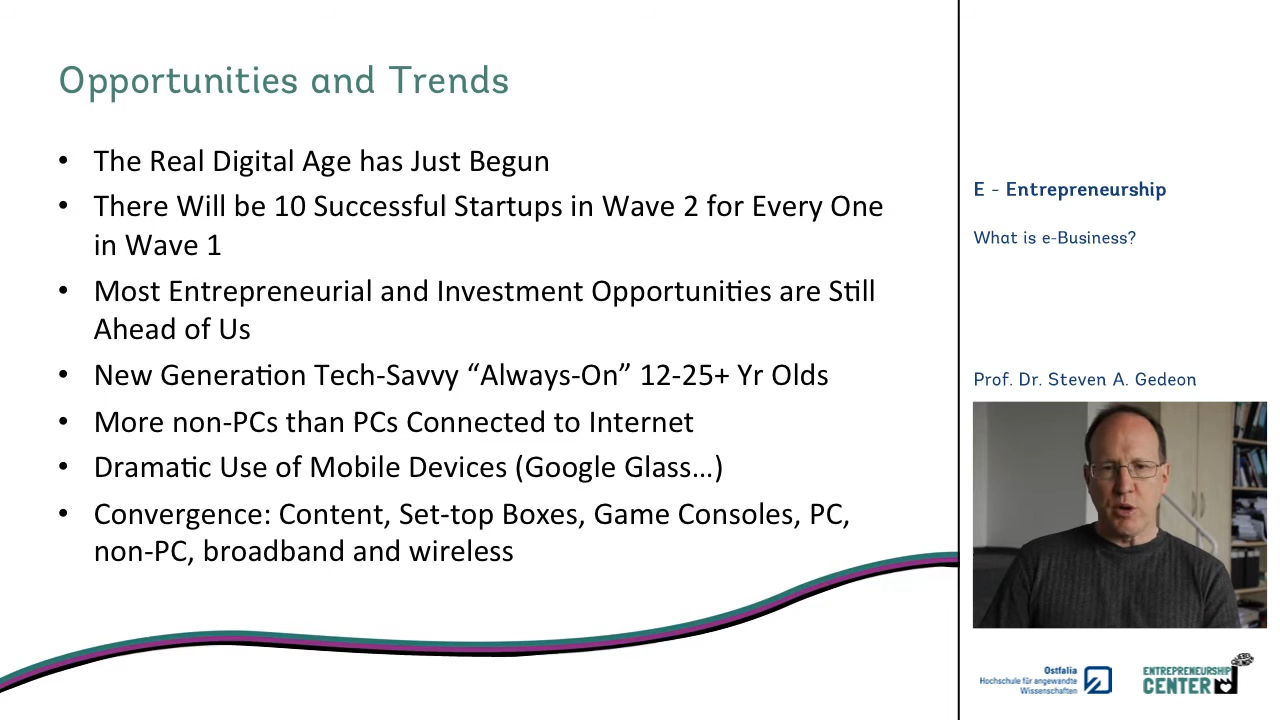 Opportunities and Trends
• The Real Digital Age has Just Begun
• There Will be 10 Successful Startups in Wave 2 for Every One
in Wave 1
• Most Entrepreneurial and Investment Opportunities are Still
Ahead of Us
• New Generation Tech-Savvy “Always-On” 12-25+ Yr Olds
• More non-PCs than PCs Connected to Internet
• Dramatic Use of Mobile Devices (Google Glass…)
• Convergence: Content, Set-top Boxes, Game Consoles, PC,
non-PC, broadband and wireless
E - Entrepreneurship
What is e-Business?
Prof. Dr. Steven A. Gedeon
Ostfalia
Hochschule für angewandte
Wissenschaften
ENTREPRENEURSHIP
CENTER